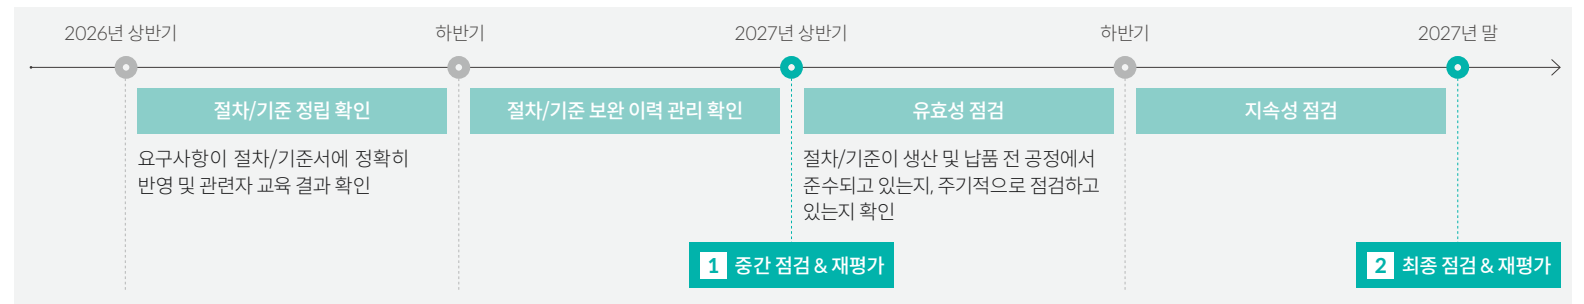 2026년 상반기
하반기
2027년 상반기
하반기
2027년 말
절차/기준 정립 확인
절차/기준 보완 이력 관리 확인
유효성 점검
지속성 점검
요구사항이 절차/기준서에 정확히
반영 및 관련자 교육 결과 확인
절차/기준이 생산 및 납품 전 공정에서
준수되고 있는지, 주기적으로 점검하고
있는지 확인
1 중간 점검 & 재평가
2 최종 점검 & 재평가